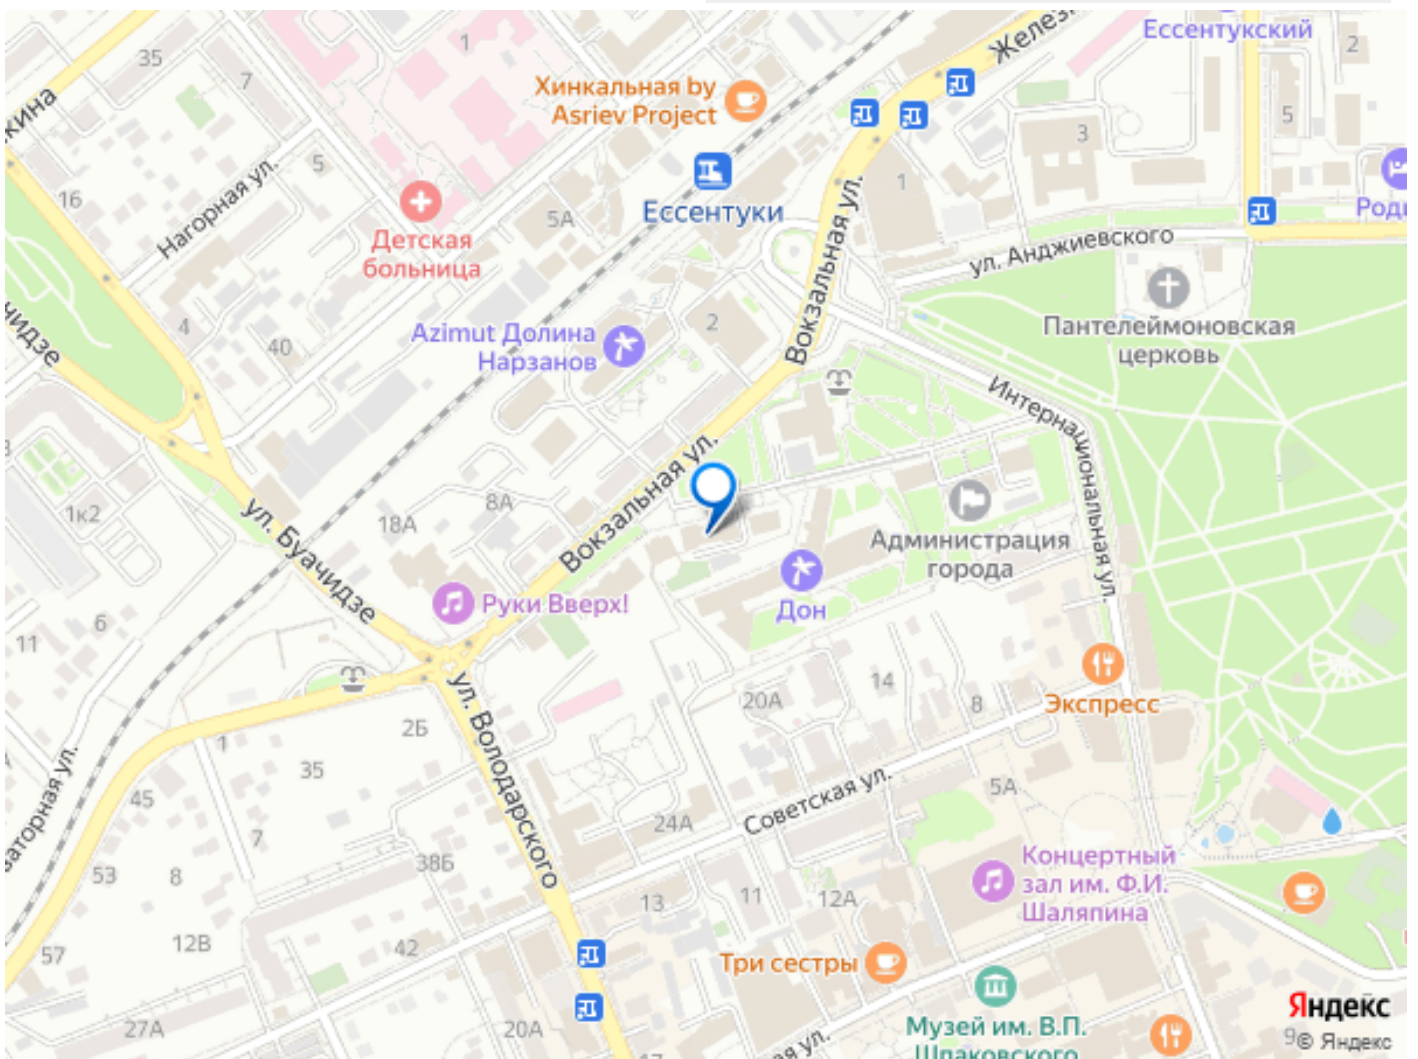 Железн
Ессентукский
35
1
7
2
Хинкальная by
Asriev Project
5
3
5
16
Нагорная ул.
1
Ессентуки
5А
Детская
больница
ул. Анджиевского
Вокзальная ул.
Пантелеймоновская
церковь
4
40
2
Azimut Долина
Нарзанов
Интернациональная ул.
Вокзальная ул.
1к2
18А
8А
ул. Буачидзе
Администрация
города
Дон
Руки Вверх!
6
11
20А
14
8
Экспресс
2Б
ул. Володарского
1
35
45
7
5А
Советская ул.
24А
38Б
53
8
Концертный
зал им. Ф.И.
Шаляпина
13
11
12А
12В
42
57
Три сестры
27А
20А
Музей им. В.П.
Шпаковского
17
9
Яндекс
© Яндекс